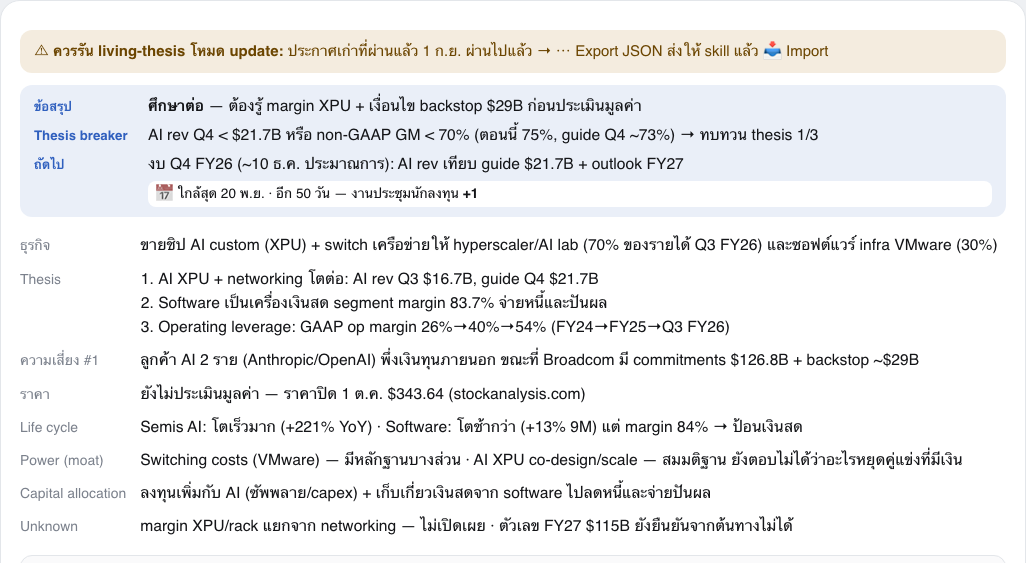 ⚠ ควรรัน living-thesis โหมด update: ประกาศเก่าที่ผ่านแล้ว 1 ก.ย. ผ่านไปแล้ว → ··· Export JSON ส่งให้ skill แล้ว 📥 Import
ข้อสรุป ศึกษาต่อ — ต้องรู้ margin XPU + เงื่อนไข backstop $29B ก่อนประเมินมูลค่า
Thesis breaker AI rev Q4 < $21.7B หรือ non-GAAP GM < 70% (ตอนนี้ 75%, guide Q4 ~73%) → ทบทวน thesis 1/3
ถัดไป งบ Q4 FY26 (~10 ธ.ค. ประมาณการ): AI rev เทียบ guide $21.7B + outlook FY27
📅 ใกล้สุด 20 พ.ย. · อีก 50 วัน — งานประชุมนักลงทุน +1
ธุรกิจ ขายชิป AI custom (XPU) + switch เครือข่ายให้ hyperscaler/AI lab (70% ของรายได้ Q3 FY26) และซอฟต์แวร์ infra VMware (30%)
Thesis 1. AI XPU + networking โตต่อ: AI rev Q3 $16.7B, guide Q4 $21.7B
2. Software เป็นเครื่องเงินสด segment margin 83.7% จ่ายหนี้และปันผล
3. Operating leverage: GAAP op margin 26%→40%→54% (FY24→FY25→Q3 FY26)
ความเสี่ยง #1 ลูกค้า AI 2 ราย (Anthropic/OpenAI) พึ่งเงินทุนภายนอก ขณะที่ Broadcom มี commitments $126.8B + backstop ~$29B
ราคา ยังไม่ประเมินมูลค่า — ราคาปิด 1 ต.ค. $343.64 (stockanalysis.com)
Life cycle Semis AI: โตเร็วมาก (+221% YoY) · Software: โตช้ากว่า (+13% 9M) แต่ margin 84% → ป้อนเงินสด
Power (moat) Switching costs (VMware) — มีหลักฐานบางส่วน · AI XPU co-design/scale — สมมติฐาน ยังตอบไม่ได้ว่าอะไรหยุดคู่แข่งที่มีเงิน
Capital allocation ลงทุนเพิ่มกับ AI (ซัพพลาย/capex) + เก็บเกี่ยวเงินสดจาก software ไปลดหนี้และจ่ายปันผล
Unknown margin XPU/rack แยกจาก networking — ไม่เปิดเผย · ตัวเลข FY27 $115B ยังยืนยันจากต้นทางไม่ได้